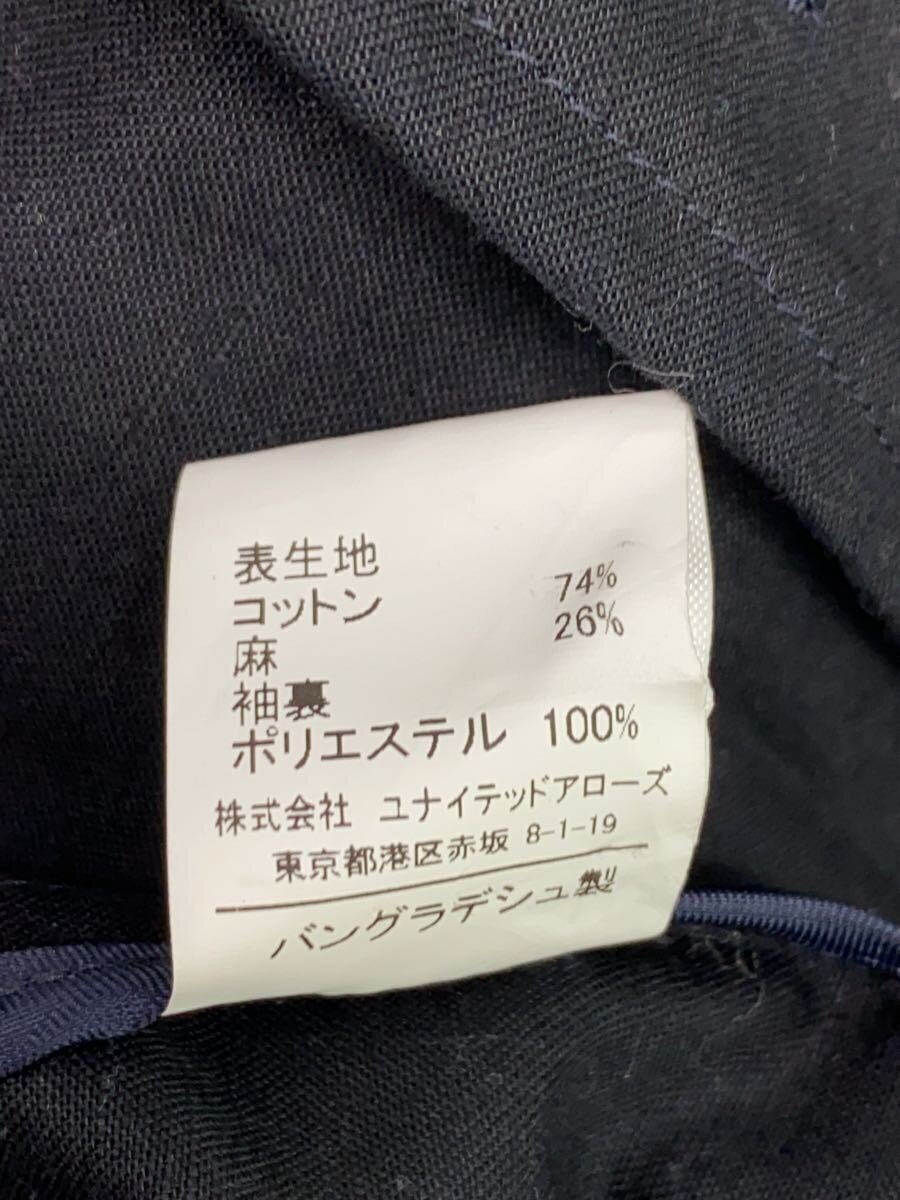 表生地
コットン 74%
麻 26%
袖裏
ポリエステル 100%
株式会社 ユナイテッドアローズ
東京都港区赤坂 8-1-19
バングラデシュ製